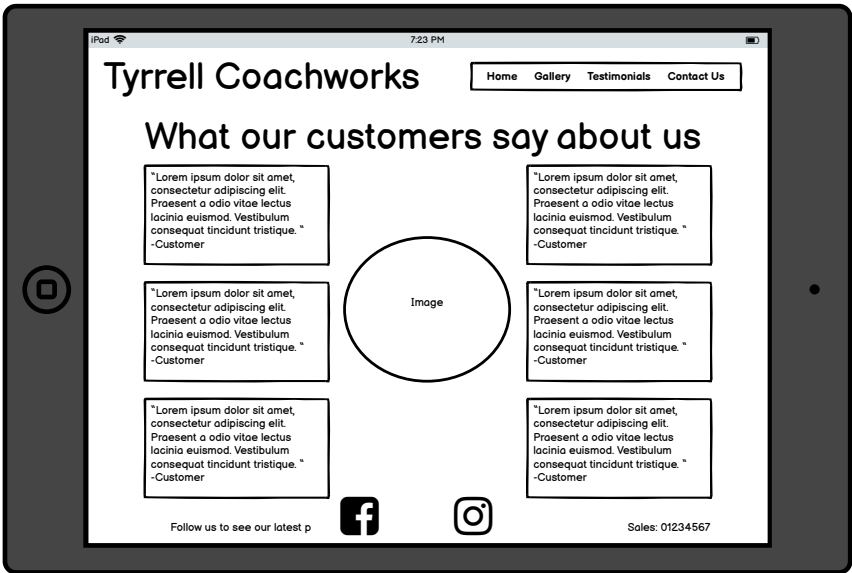 iPad 7:23 PM
Tyrrell Coachworks
Home Gallery Testimonials Contact Us
What our customers say about us
"Lorem ipsum dolor sit amet,
consectetur adipiscing elit.
Praesent a odio vitae lectus
lacinia euismod. Vestibulum
consequat tincidunt tristique. "
-Customer
"Lorem ipsum dolor sit amet,
consectetur adipiscing elit.
Praesent a odio vitae lectus
lacinia euismod. Vestibulum
consequat tincidunt tristique. "
-Customer
Image
"Lorem ipsum dolor sit amet,
consectetur adipiscing elit.
Praesent a odio vitae lectus
lacinia euismod. Vestibulum
consequat tincidunt tristique. "
-Customer
"Lorem ipsum dolor sit amet,
consectetur adipiscing elit.
Praesent a odio vitae lectus
lacinia euismod. Vestibulum
consequat tincidunt tristique. "
-Customer
"Lorem ipsum dolor sit amet,
consectetur adipiscing elit.
Praesent a odio vitae lectus
lacinia euismod. Vestibulum
consequat tincidunt tristique. "
-Customer
"Lorem ipsum dolor sit amet,
consectetur adipiscing elit.
Praesent a odio vitae lectus
lacinia euismod. Vestibulum
consequat tincidunt tristique. "
-Customer
Follow us to see our latest p
Sales: 01234567